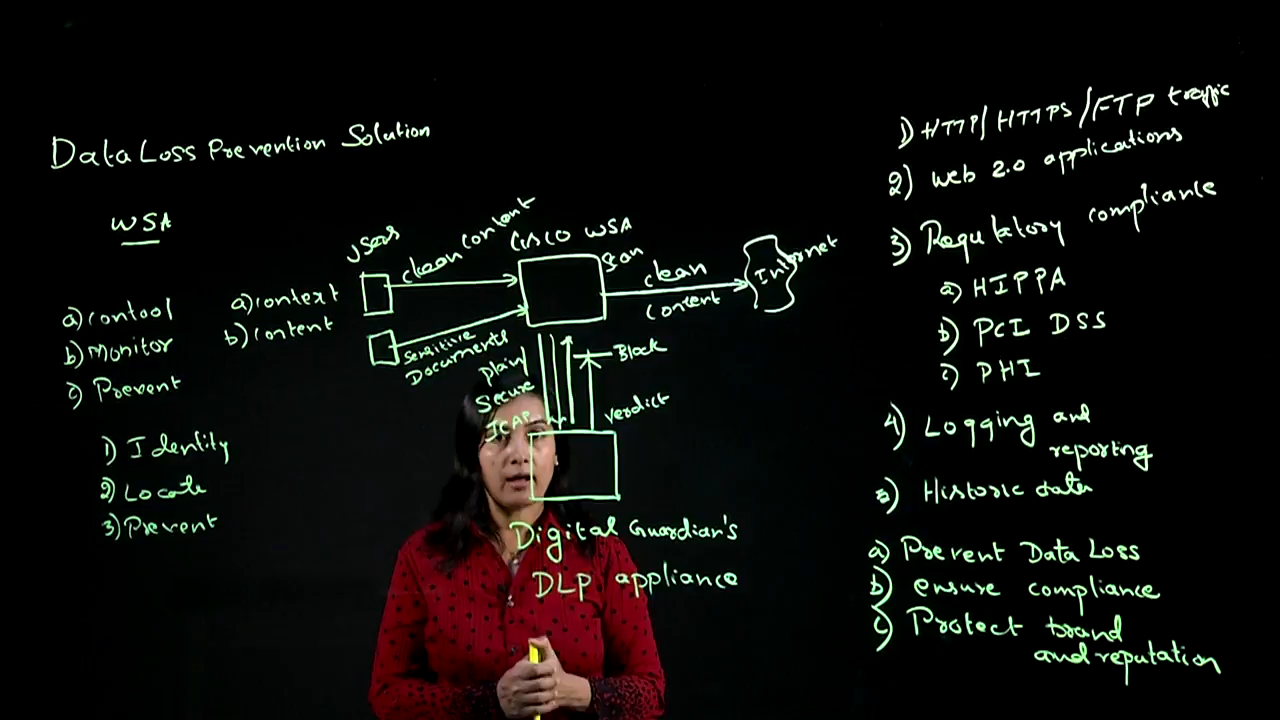 Data Loss Prevention Solution
WSA
a) control
b) Monitor
c) Prevent
1) Identity
2) Locate
3) Prevent
a) context
b) content
users
clean content
Sensitive
Documents
CISCO WSA
clean
content
Internet
plain
Secure
ICAP
Block
verdict
Digital Guardian's
DLP appliance
1) HTTP/HTTPS/FTP traffic
2) Web 2.0 applications
3) Regulatory compliance
a) HIPPA
b) PCI DSS
c) PHI
4) Logging and
reporting
5) Historic data
a) Prevent Data Loss
b) ensure compliance
c) Protect brand
and reputation